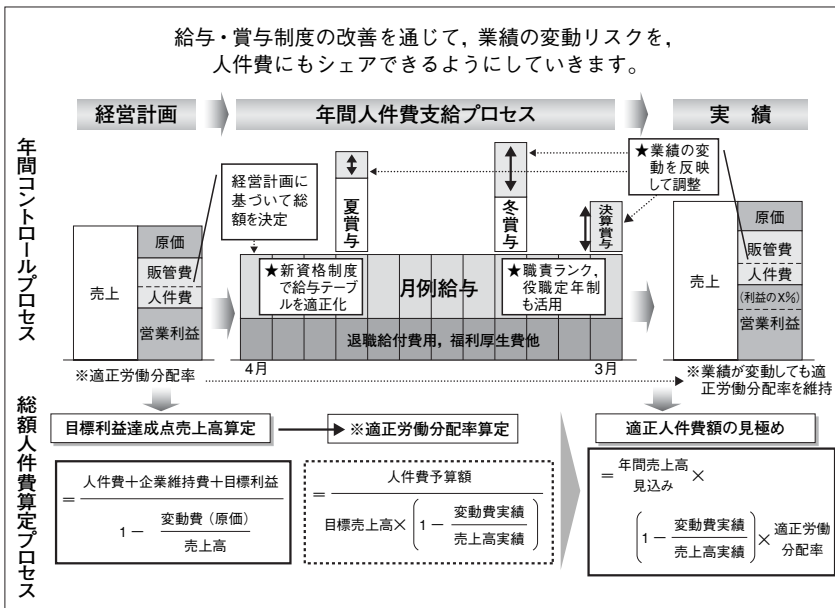 給与・賞与制度の改善を通じて，業績の変動リスクを，
人件費にもシェアできるようにしていきます。
経営計画
年間人件費支給プロセス
実　績
年間コントロールプロセス
経営計画に
基づいて総
額を決定
夏賞与
冬賞与
決算賞与
★業績の変
動を反映
して調整
売上
原価
販管費
人件費
営業利益
★新資格制度
で給与テーブ
ルを適正化
月例給与
★職責ランク，
役職定年制
も活用
退職給付費用，福利厚生費他
4月
3月
売上
原価
販管費
人件費
(利益のX%)
営業利益
※適正労働分配率
※業績が変動しても適
正労働分配率を維持
総額人件費算定プロセス
目標利益達成点売上高算定
※適正労働分配率算定
適正人件費額の見極め
＝ 人件費＋企業維持費＋目標利益
1 － 変動費（原価）
売上高
＝ 人件費予算額
目標売上高× ( 1 － 変動費実績
売上高実績 )
＝ 年間売上高
見込み ×
( 1 － 変動費実績
売上高実績 ) × 適正労働
分配率